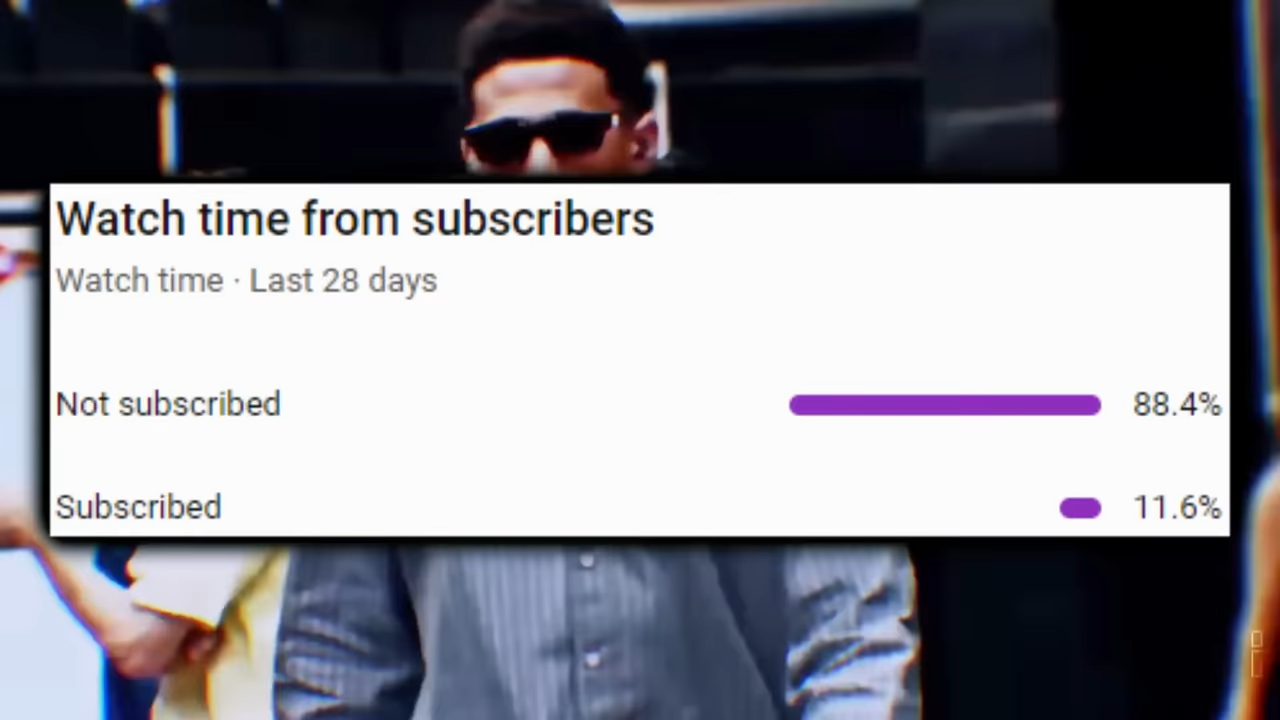 Watch time from subscribers
Watch time · Last 28 days
Not subscribed 88.4%
Subscribed 11.6%